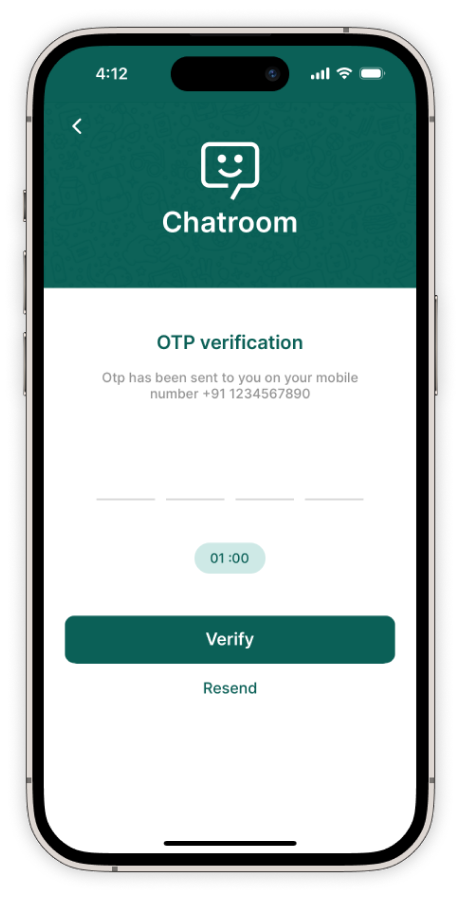 4:12
Chatroom
OTP verification
Otp has been sent to you on your mobile
number +91 1234567890
01 :00
Verify
Resend